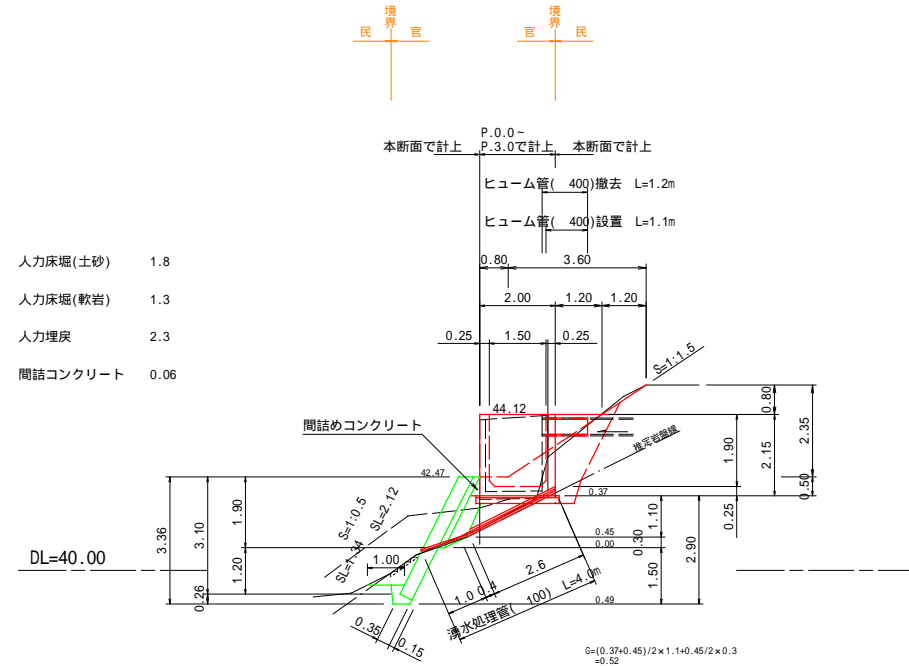 境
界
民 官
境
界
官 民
P.0.0~
本断面で計上 P.3.0で計上 本断面で計上
ヒューム管( 400)撤去 L=1.2m
ヒューム管( 400)設置 L=1.1m
人力床堀(土砂) 1.8
人力床堀(軟岩) 1.3
人力埋戻 2.3
間詰コンクリート 0.06
0.80 3.60
2.00 1.20 1.20
0.25 1.50 0.25
S=1:1.5
44.12
間詰めコンクリート
推定岩盤線
0.80
2.35
2.15
1.90
0.50
0.25
42.47
0.37
3.36
3.10
1.90
1.20
0.26
S=1:0.5
SL=2.12
SL=1.34
1.00
0.45
0.00
1.10
0.30
1.50
2.90
0.49
DL=40.00
1.0 0.4 2.6
湧水処理管( 100) L=4.0m
0.35
0.15
G=(0.37+0.45)/2×1.1+0.45/2×0.3
=0.52